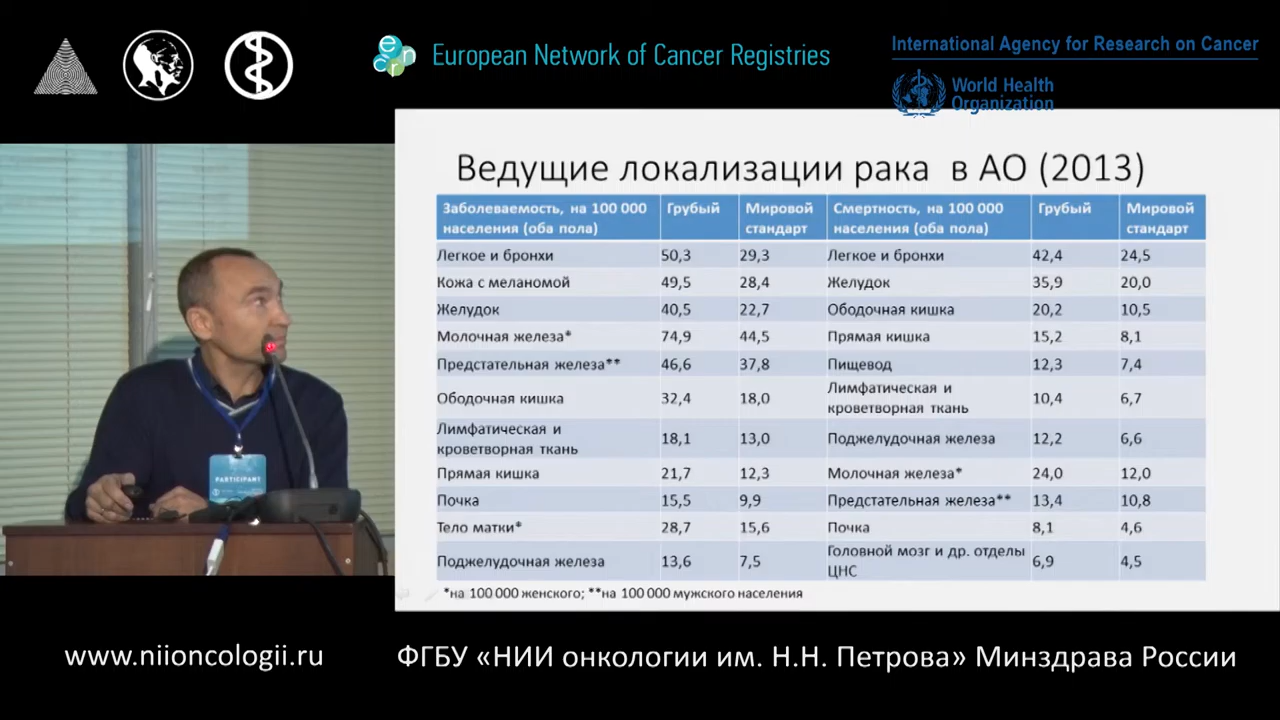 European Network of Cancer Registries
International Agency for Research on Cancer
World Health
Organization
Ведущие локализации рака в АО (2013)
Заболеваемость, на 100 000 населения (оба пола) Грубый Мировой стандарт Смертность, на 100 000 населения (оба пола) Грубый Мировой стандарт
Легкое и бронхи 50,3 29,3 Легкое и бронхи 42,4 24,5
Кожа с меланомой 49,5 28,4 Желудок 35,9 20,0
Желудок 40,5 22,7 Ободочная кишка 20,2 10,5
Молочная железа* 74,9 44,5 Прямая кишка 15,2 8,1
Предстательная железа** 46,6 37,8 Пищевод 12,3 7,4
Ободочная кишка 32,4 18,0 Лимфатическая и кроветворная ткань 10,4 6,7
Лимфатическая и кроветворная ткань 18,1 13,0 Поджелудочная железа 12,2 6,6
Прямая кишка 21,7 12,3 Молочная железа* 24,0 12,0
Почка 15,5 9,9 Предстательная железа** 13,4 10,8
Тело матки* 28,7 15,6 Почка 8,1 4,6
Поджелудочная железа 13,6 7,5 Головной мозг и др. отделы ЦНС 6,9 4,5
*на 100 000 женского; **на 100 000 мужского населения
PARTICIPANT
www.niioncologii.ru
ФГБУ «НИИ онкологии им. Н.Н. Петрова» Минздрава России